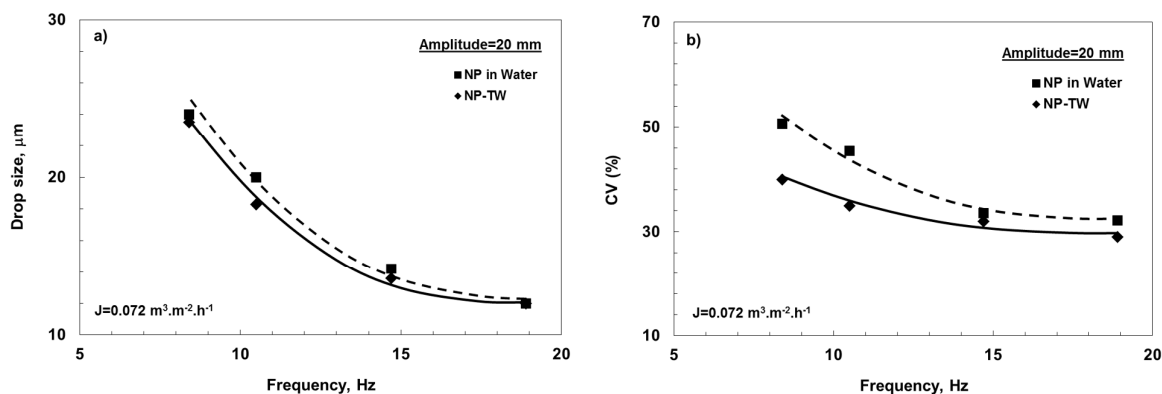 a)
Amplitude=20 mm
NP in Water
NP-TW
Drop size, μm
30
20
10
J=0.072 m³.m⁻².h⁻¹
5
10
15
20
Frequency, Hz
b)
Amplitude=20 mm
NP in Water
NP-TW
CV (%)
70
50
30
10
J=0.072 m³.m⁻².h⁻¹
5
10
15
20
Frequency, Hz